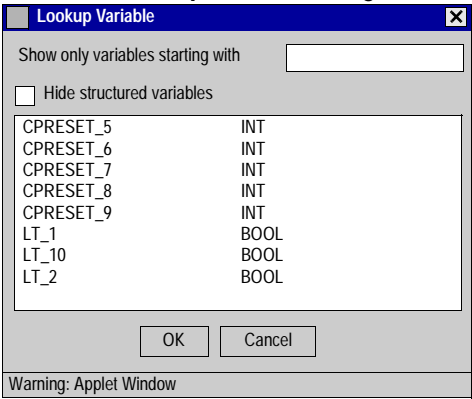 Lookup Variable
Show only variables starting with
Hide structured variables
CPRESET_5 INT
CPRESET_6 INT
CPRESET_7 INT
CPRESET_8 INT
CPRESET_9 INT
LT_1 BOOL
LT_10 BOOL
LT_2 BOOL
OK Cancel
Warning: Applet Window